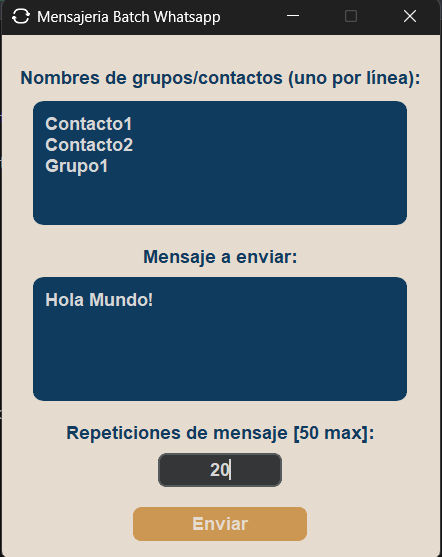 Mensajeria Batch Whatsapp
Nombres de grupos/contactos (uno por línea):
Contacto1
Contacto2
Grupo1
Mensaje a enviar:
Hola Mundo!
Repeticiones de mensaje [50 max]:
20
Enviar